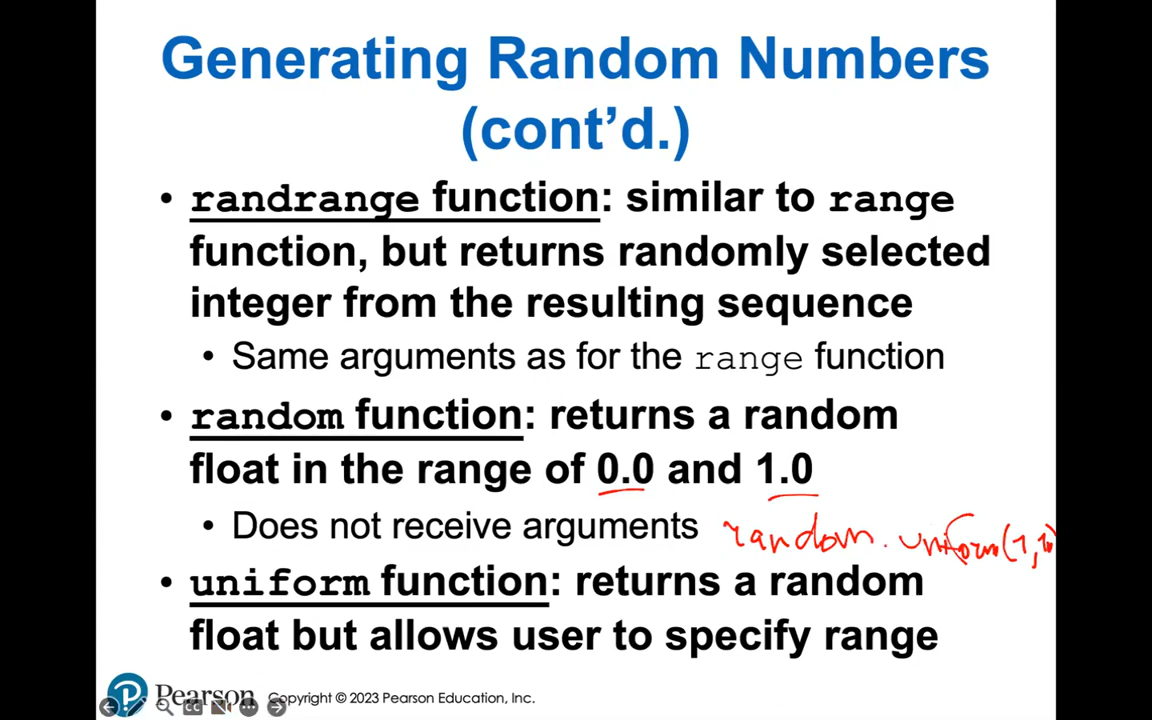 Generating Random Numbers
(cont’d.)
• randrange function: similar to range
function, but returns randomly selected
integer from the resulting sequence
• Same arguments as for the range function
• random function: returns a random
float in the range of 0.0 and 1.0
• Does not receive arguments random.uniform(1,10)
• uniform function: returns a random
float but allows user to specify range
Pearson Copyright © 2023 Pearson Education, Inc.
CC